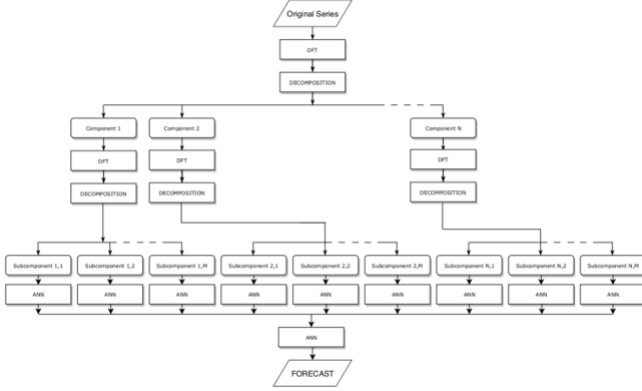 Original Series
DFT
DECOMPOSITION
Component 1
Component 2
Component N
DFT
DFT
DFT
DECOMPOSITION
DECOMPOSITION
DECOMPOSITION
Subcomponent 1,1
Subcomponent 1,2
Subcomponent 1,M
Subcomponent 2,1
Subcomponent 2,2
Subcomponent 2,M
Subcomponent N,1
Subcomponent N,2
Subcomponent N,M
ANN
ANN
ANN
ANN
ANN
ANN
ANN
ANN
ANN
ANN
FORECAST